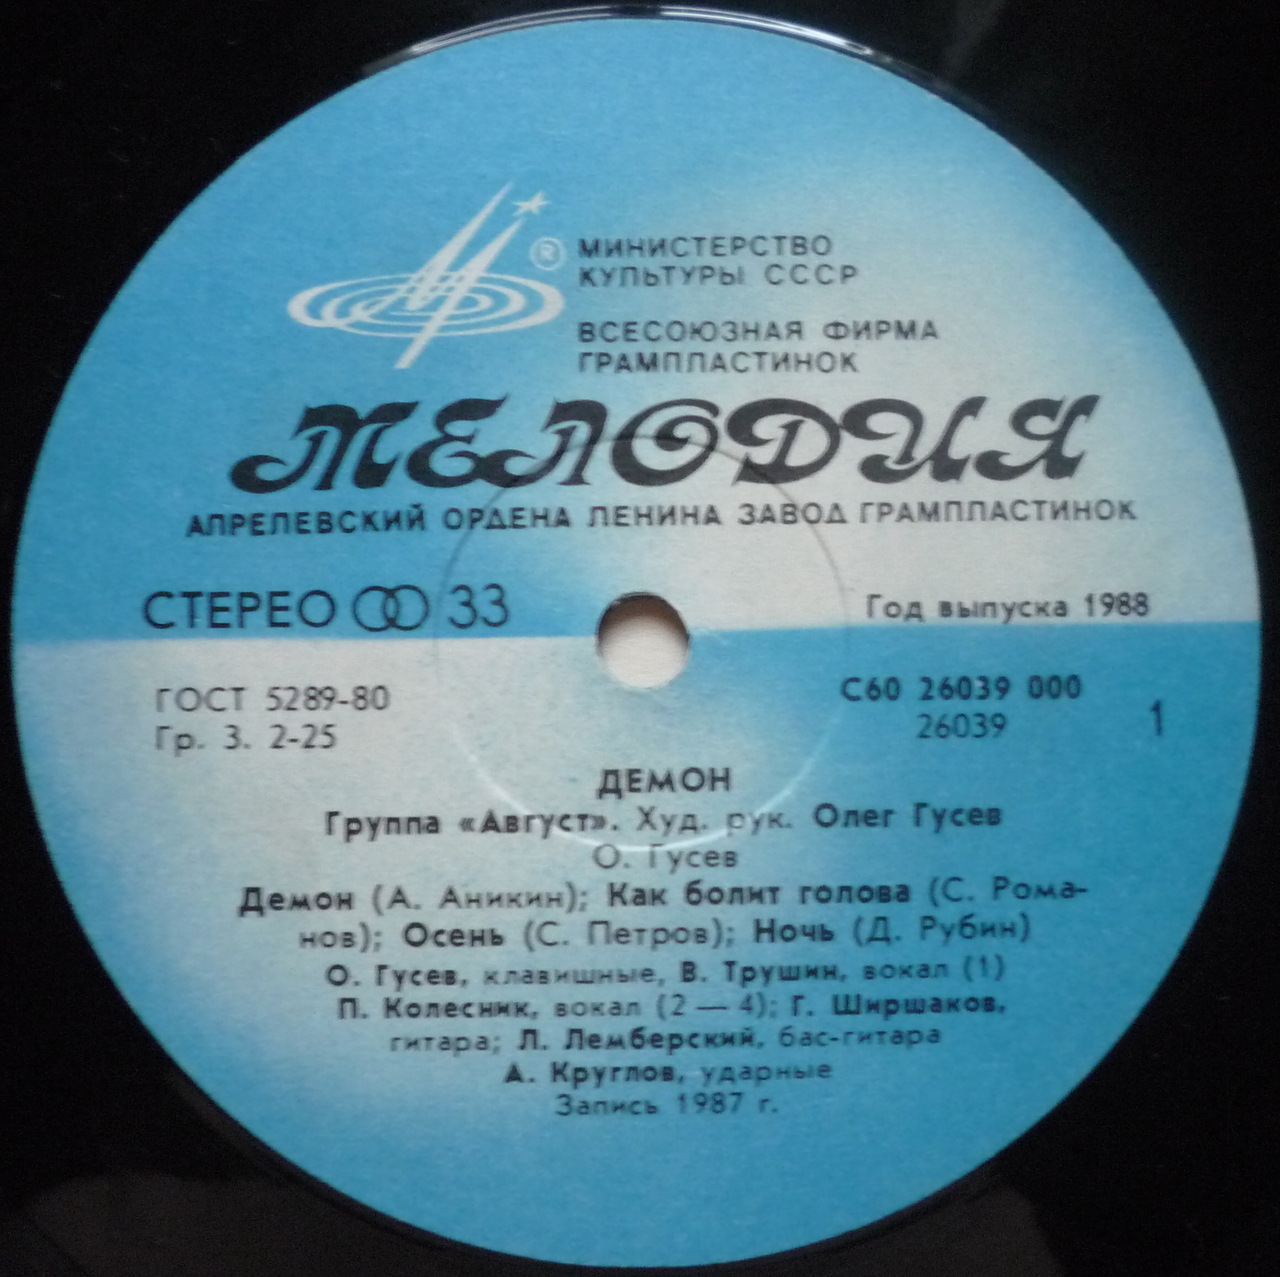 ®
МИНИСТЕРСТВО
КУЛЬТУРЫ СССР
ВСЕСОЮЗНАЯ ФИРМА
ГРАМПЛАСТИНОК
МЕЛОДИЯ
АПРЕЛЕВСКИЙ ОРДЕНА ЛЕНИНА ЗАВОД ГРАМПЛАСТИНОК
СТЕРЕО 33
Год выпуска 1988
ГОСТ 5289-80
Гр. 3. 2-25
С60 26039 000
26039
1
ДЕМОН
Группа «Август». Худ. рук. Олег Гусев
О. Гусев
Демон (А. Аникин); Как болит голова (С. Рома-
нов); Осень (С. Петров); Ночь (Д. Рубин)
О. Гусев, клавишные, В. Трушин, вокал (1)
П. Колесник, вокал (2 — 4); Г. Ширшаков,
гитара; Л. Лемберский, бас-гитара
А. Круглов, ударные
Запись 1987 г.